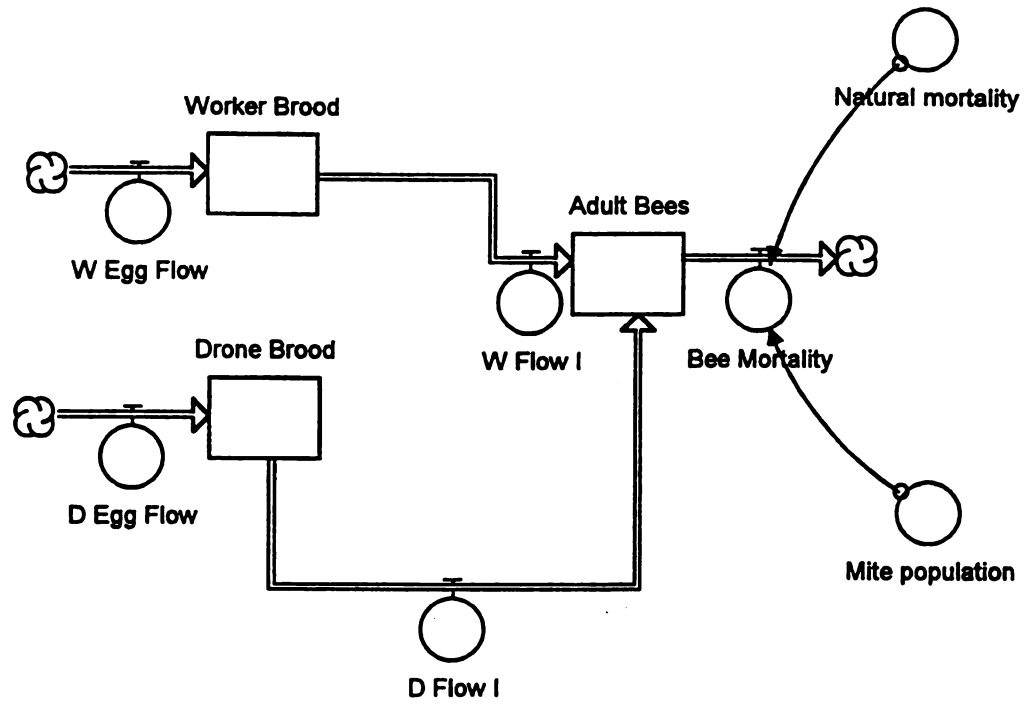 Natural mortality
Worker Brood
Adult Bees
W Egg Flow
Drone Brood
W Flow I
Bee Mortality
D Egg Flow
Mite population
D Flow I